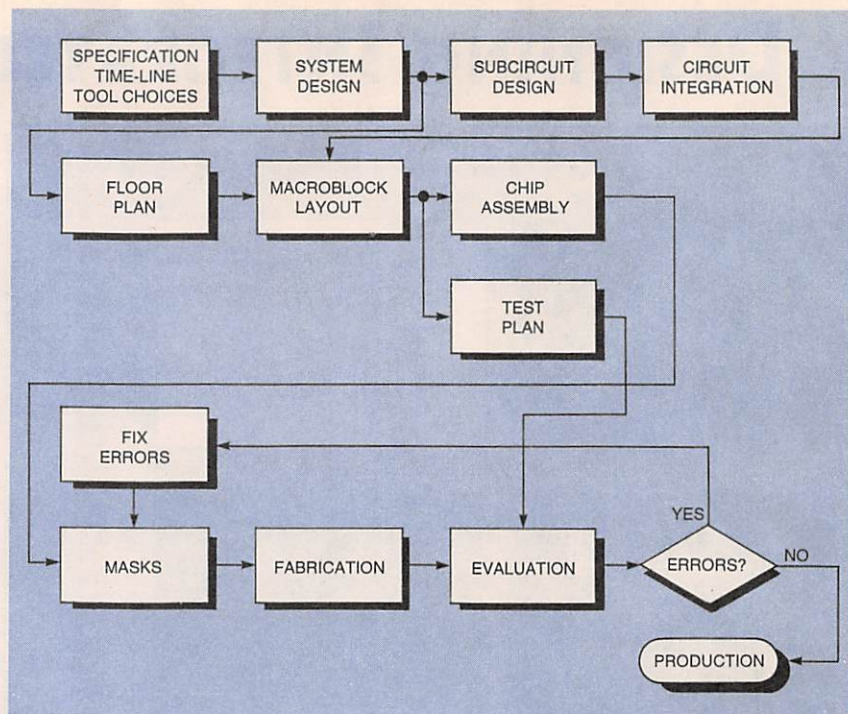 SPECIFICATION
TIME-LINE
TOOL CHOICES
SYSTEM
DESIGN
SUBCIRCUIT
DESIGN
CIRCUIT
INTEGRATION
FLOOR
PLAN
MACROBLOCK
LAYOUT
CHIP
ASSEMBLY
TEST
PLAN
FIX
ERRORS
YES
MASKS
FABRICATION
EVALUATION
ERRORS?
NO
PRODUCTION